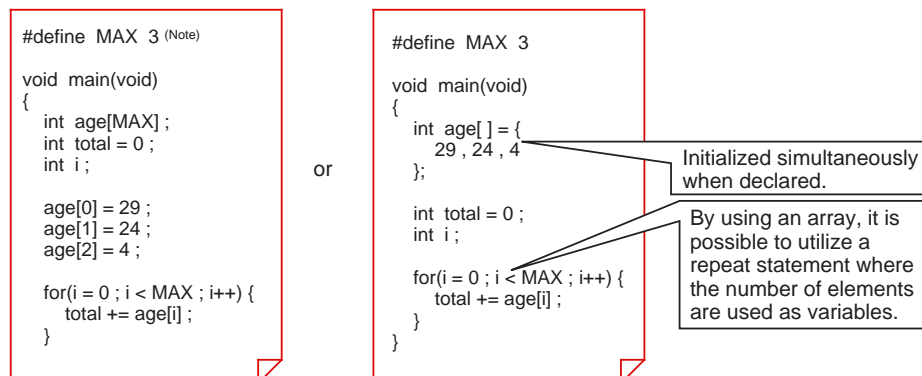 #define MAX 3 (Note)
void main(void)
{
int age[MAX] ;
int total = 0 ;
int i ;
age[0] = 29 ;
age[1] = 24 ;
age[2] = 4 ;
for(i = 0 ; i < MAX ; i++) {
total += age[i] ;
}
or
#define MAX 3
void main(void)
{
int age[ ] = {
29 , 24 , 4
};
int total = 0 ;
int i ;
for(i = 0 ; i < MAX ; i++) {
total += age[i] ;
}
}
Initialized simultaneously
when declared.
By using an array, it is
possible to utilize a
repeat statement where
the number of elements
are used as variables.